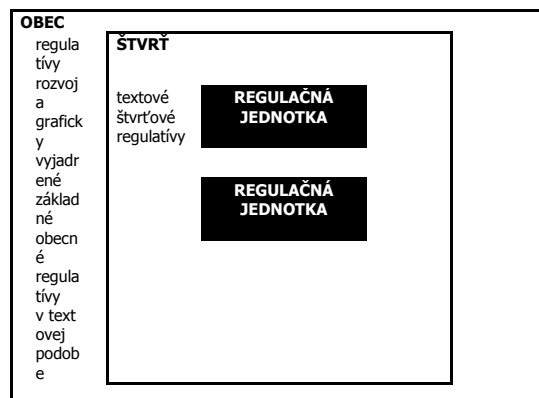 OBEC
regula
tívy
rozvoj
a
grafick
y
vyjadr
ené
základ
né
obecn
é
regula
tívy
v text
ovej
podob
e
ŠTVRŤ
textové
štvrťové
regulatívy
REGULAČNÁ
JEDNOTKA
REGULAČNÁ
JEDNOTKA